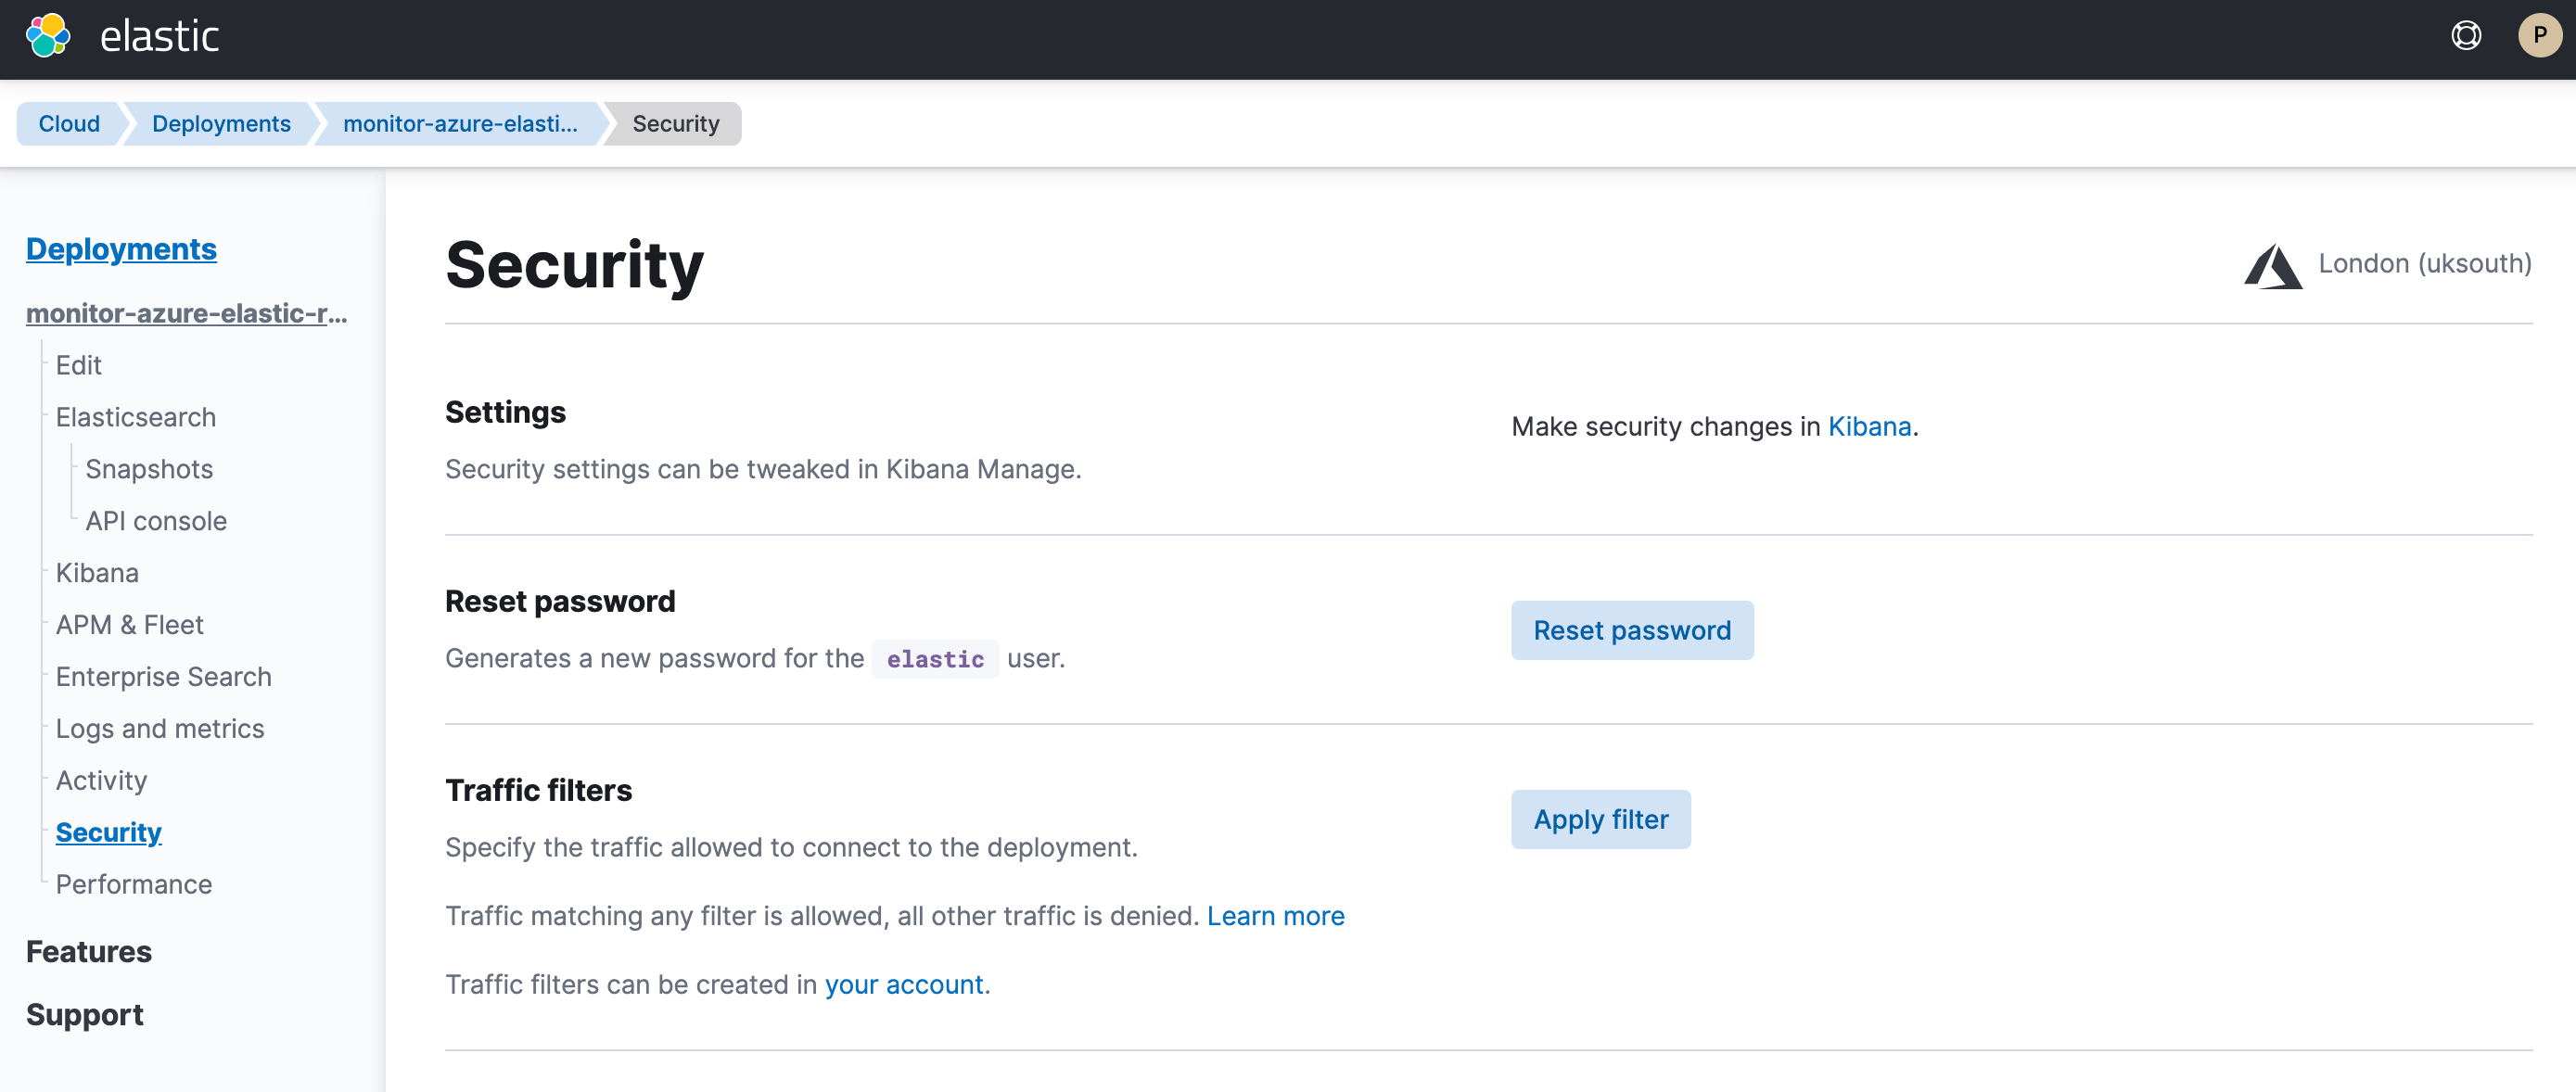 elastic
P
Cloud
Deployments
monitor-azure-elasti...
Security
Deployments
monitor-azure-elastic-r...
Edit
Elasticsearch
Snapshots
API console
Kibana
APM & Fleet
Enterprise Search
Logs and metrics
Activity
Security
Performance
Features
Support
Security
London (uksouth)
Settings
Security settings can be tweaked in Kibana Manage.
Make security changes in Kibana.
Reset password
Generates a new password for the elastic user.
Reset password
Traffic filters
Specify the traffic allowed to connect to the deployment.
Traffic matching any filter is allowed, all other traffic is denied. Learn more
Traffic filters can be created in your account.
Apply filter